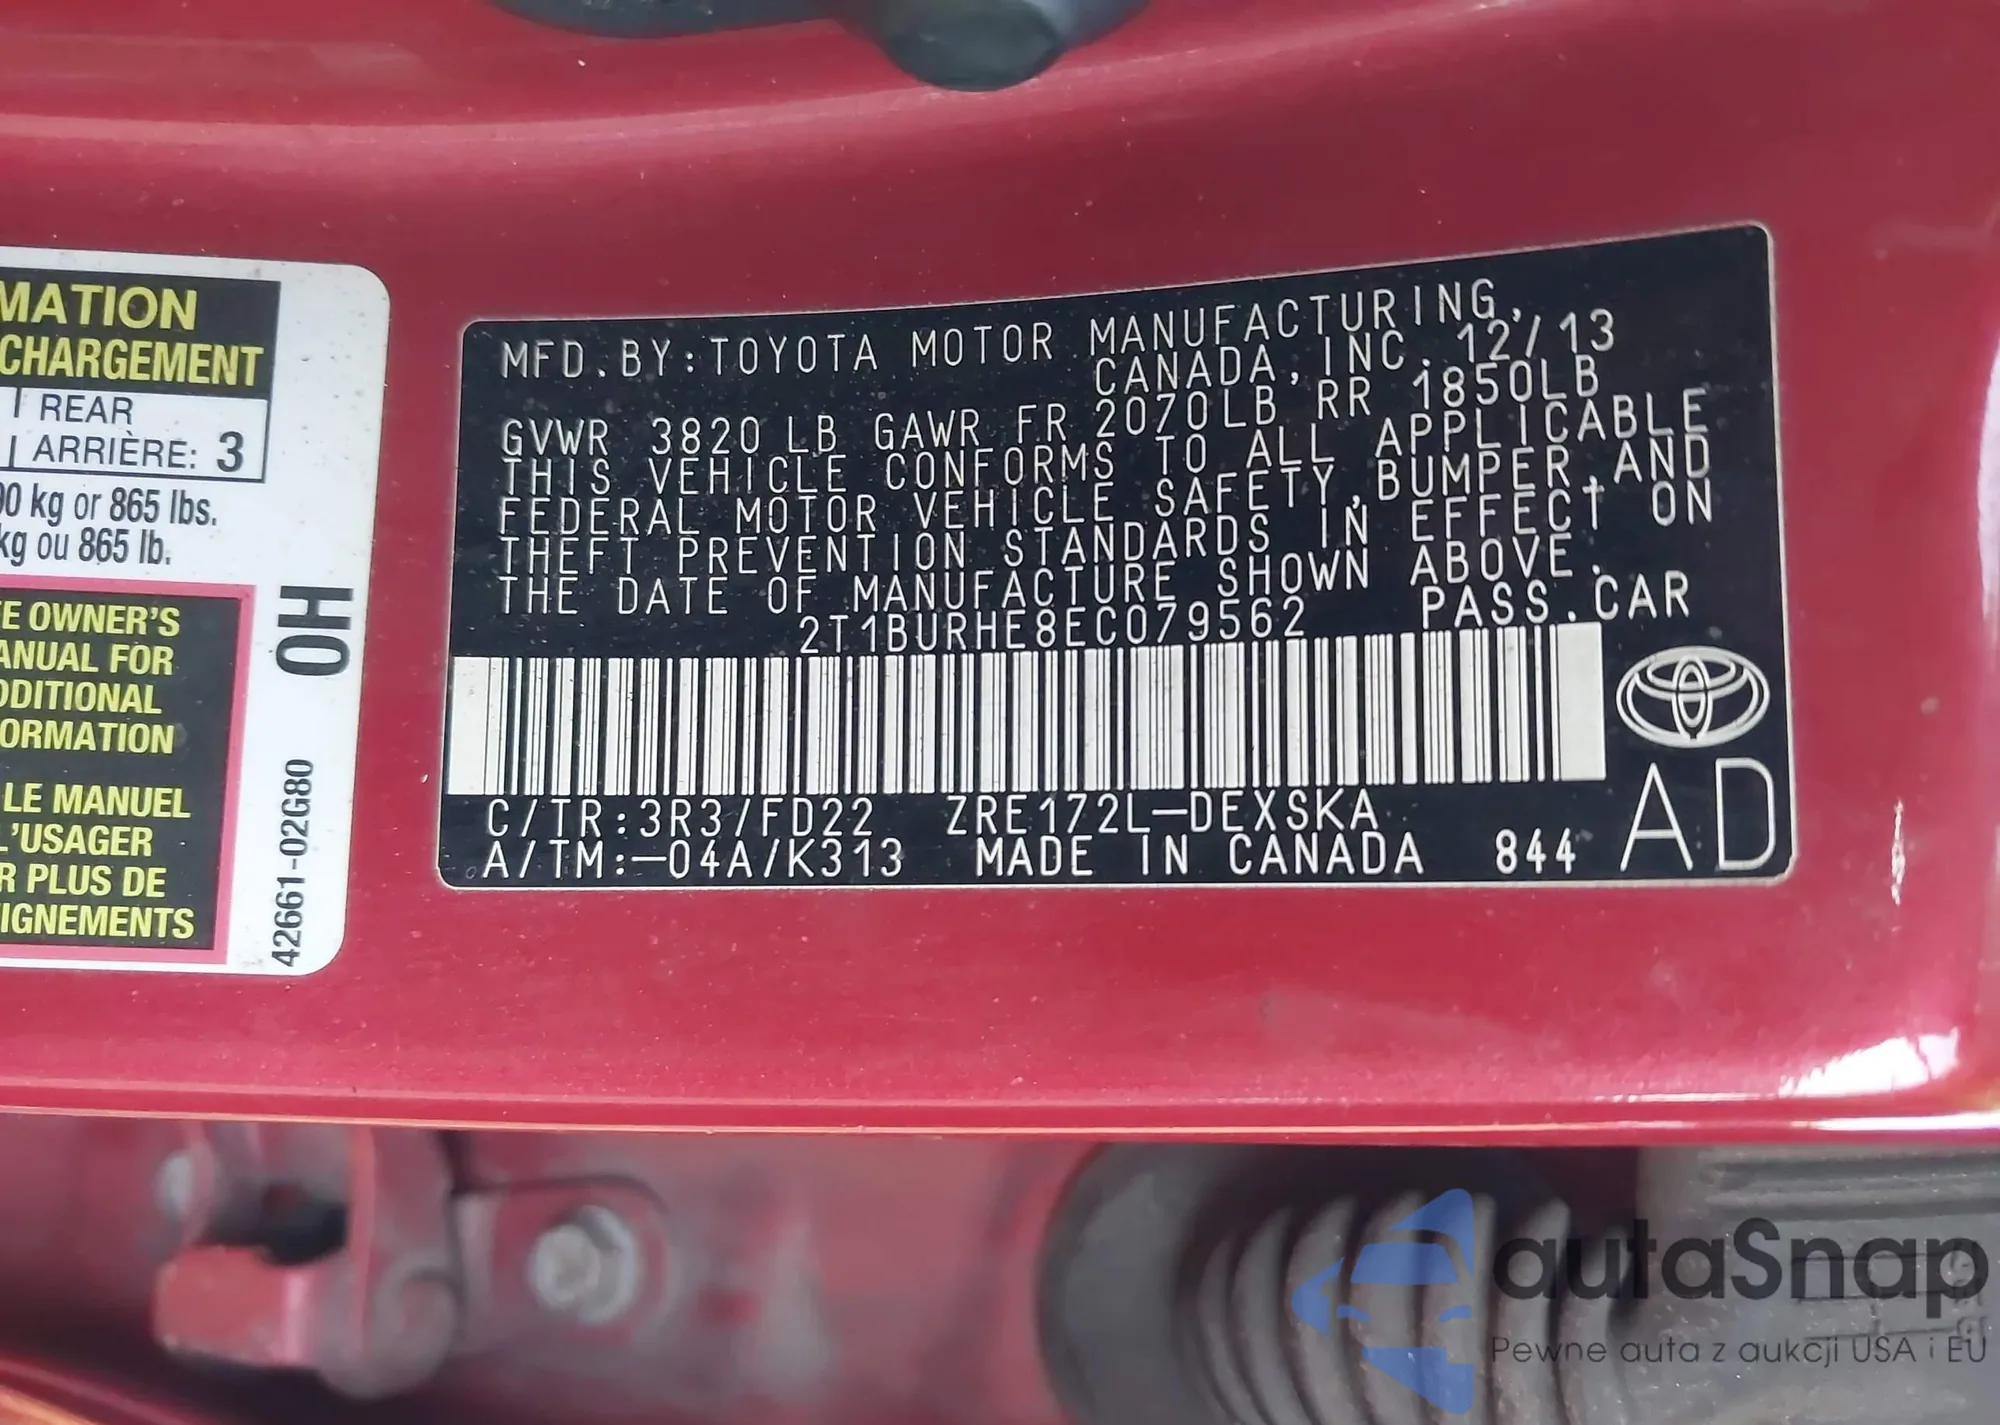 MATION
CHARGEMENT
REAR
ARRIÈRE: 3
00 kg or 865 lbs.
kg ou 865 lb.
E OWNER'S
ANUAL FOR
DDITIONAL
ORMATION
LE MANUEL
L'USAGER
R PLUS DE
EIGNEMENTS
OH
42661-02G80
MFD.BY:TOYOTA MOTOR MANUFACTURING,
CANADA,INC. 12/13
GVWR 3820 LB GAWR FR 2070LB RR 1850LB
THIS VEHICLE CONFORMS TO ALL APPLICABLE
FEDERAL MOTOR VEHICLE SAFETY,BUMPER,AND
THEFT PREVENTION STANDARDS IN EFFECT ON
THE DATE OF MANUFACTURE SHOWN ABOVE.
2T1BURHE8EC079562 PASS.CAR
C/TR:3R3/FD22 ZRE172L-DEXSKA
A/TM:-04A/K313 MADE IN CANADA 844
AD
autaSnap
Pewne auta z aukcji USA i EU